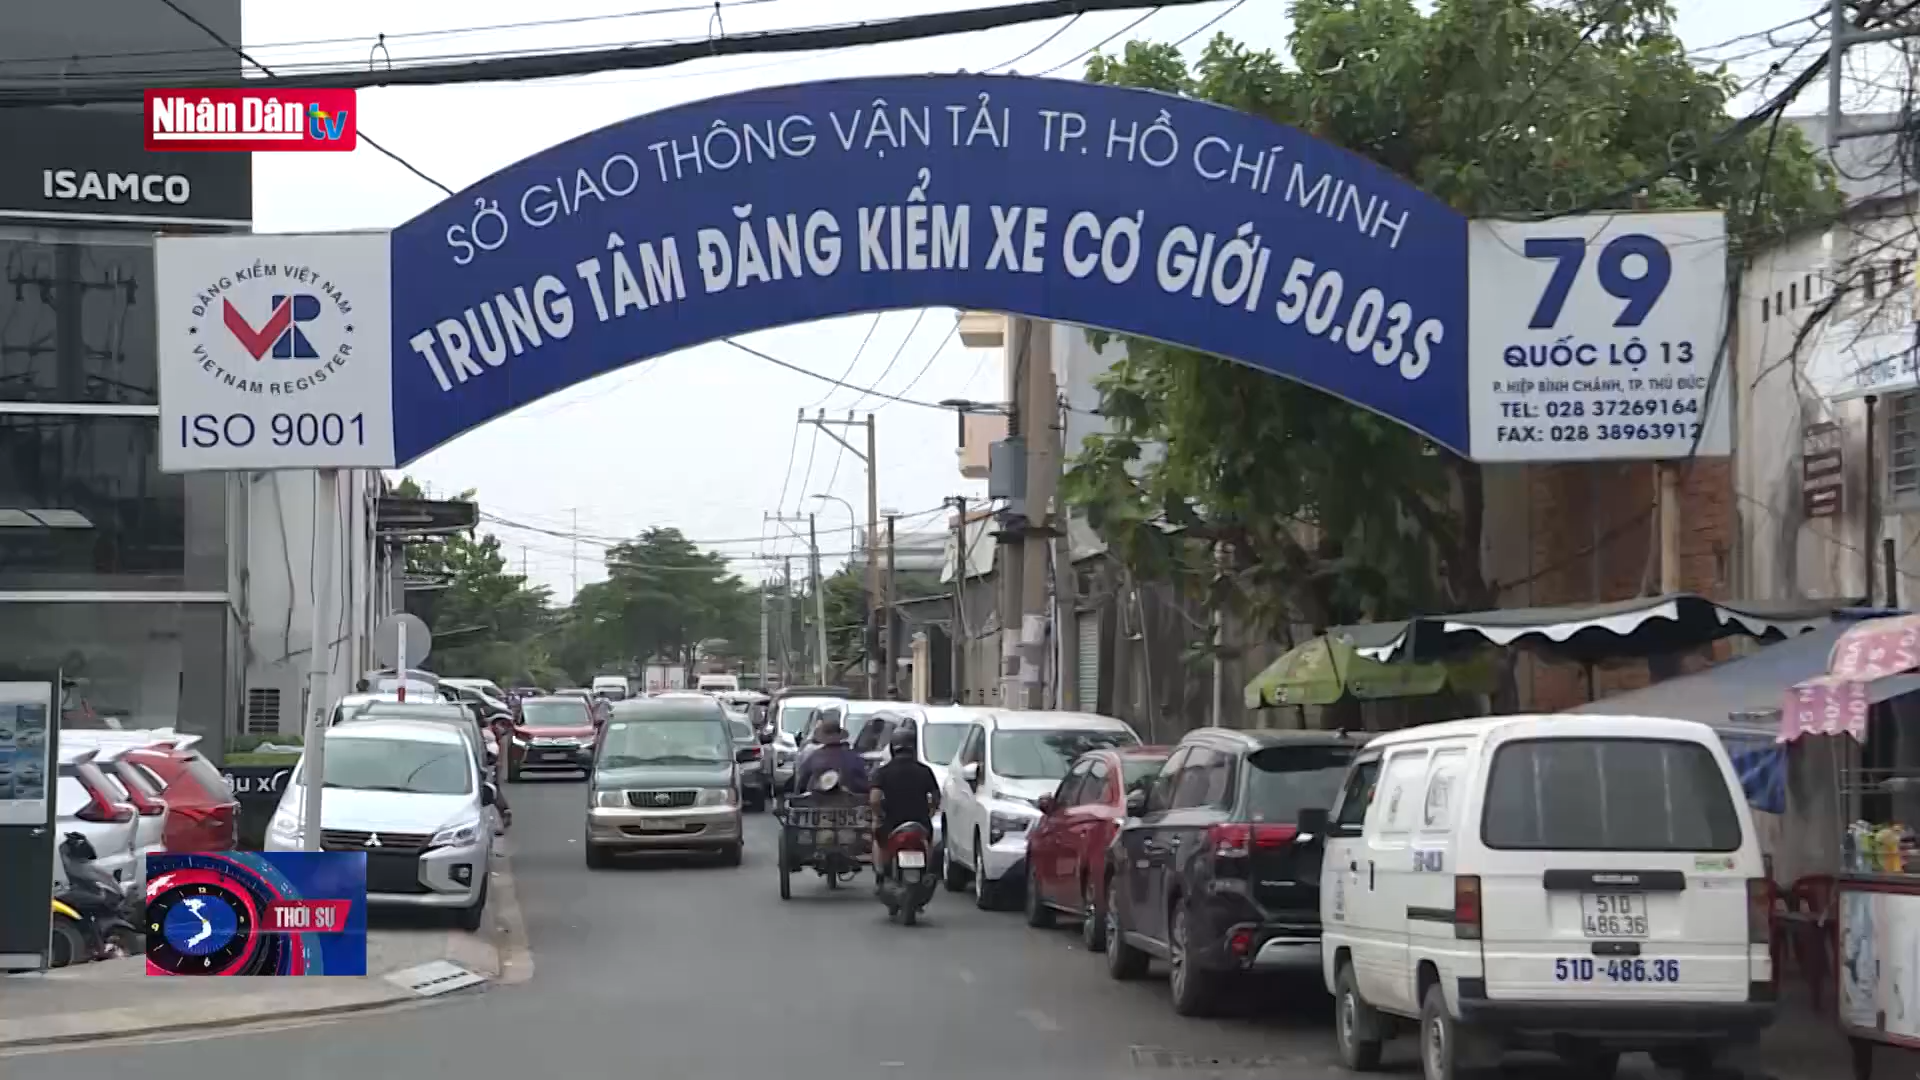 Nhân Dân tv
ISAMCO
SỞ GIAO THÔNG VẬN TẢI TP. HỒ CHÍ MINH
TRUNG TÂM ĐĂNG KIỂM XE CƠ GIỚI 50.03S
ĐĂNG KIỂM VIỆT NAM
VR
VIETNAM REGISTER
ISO 9001
79
QUỐC LỘ 13
P. HIỆP BÌNH CHÁNH, TP. THỦ ĐỨC
TEL: 028 37269164
FAX: 028 38963912
THỜI SỰ
51D
486.36
51D-486.36